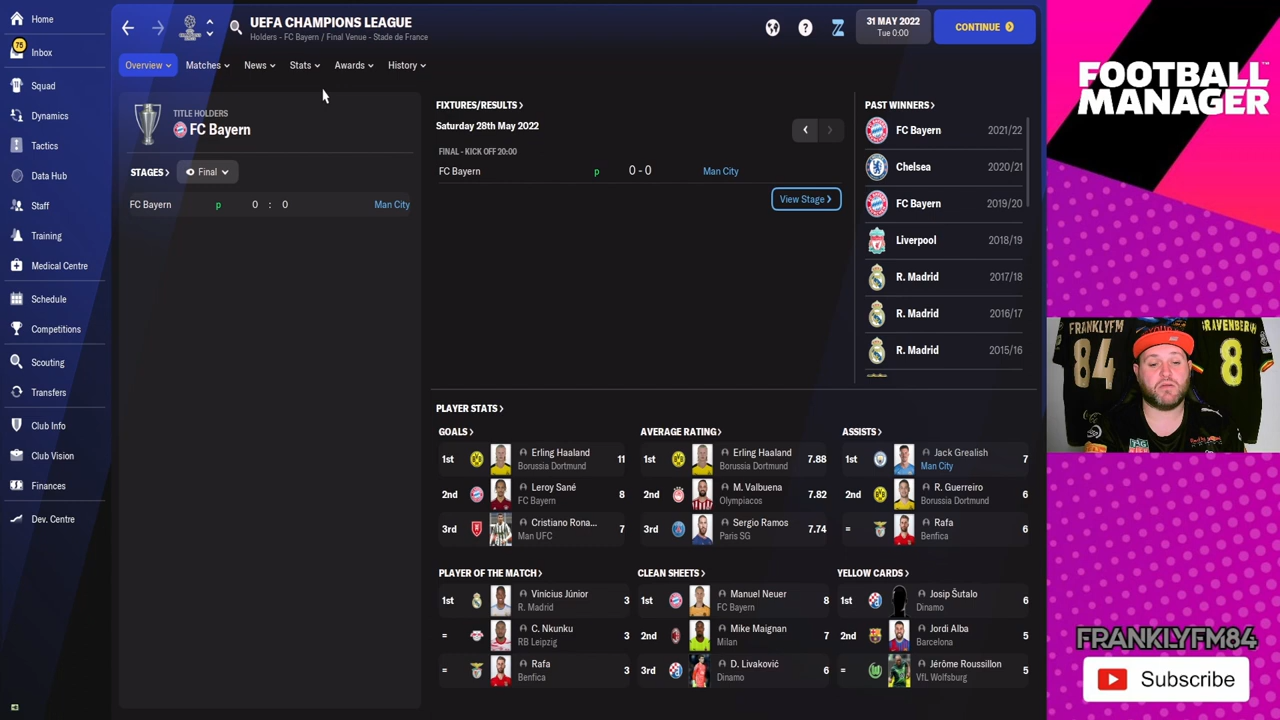 Home
75
Inbox
Squad
Dynamics
Tactics
Data Hub
Staff
Training
Medical Centre
Schedule
Competitions
Scouting
Transfers
Club Info
Club Vision
Finances
Dev. Centre
UEFA CHAMPIONS LEAGUE
Holders - FC Bayern / Final Venue - Stade de France
31 MAY 2022
Tue 0:00
CONTINUE
Overview
Matches
News
Stats
Awards
History
TITLE HOLDERS
FC Bayern
STAGES
Final
FC Bayern p 0 : 0 Man City
FIXTURES/RESULTS
Saturday 28th May 2022
FINAL - KICK OFF 20:00
FC Bayern p 0 - 0 Man City
View Stage
PAST WINNERS
FC Bayern 2021/22
Chelsea 2020/21
FC Bayern 2019/20
Liverpool 2018/19
R. Madrid 2017/18
R. Madrid 2016/17
R. Madrid 2015/16
PLAYER STATS
GOALS
1st Erling Haaland 11
Borussia Dortmund
2nd Leroy Sané 8
FC Bayern
3rd Cristiano Rona... 7
Man UFC
AVERAGE RATING
1st Erling Haaland 7.88
Borussia Dortmund
2nd M. Valbuena 7.82
Olympiacos
3rd Sergio Ramos 7.74
Paris SG
ASSISTS
1st Jack Grealish 7
Man City
2nd R. Guerreiro 6
Borussia Dortmund
= Rafa 6
Benfica
PLAYER OF THE MATCH
1st Vinícius Júnior 3
R. Madrid
= C. Nkunku 3
RB Leipzig
= Rafa 3
Benfica
CLEAN SHEETS
1st Manuel Neuer 8
FC Bayern
2nd Mike Maignan 7
Milan
3rd D. Livaković 6
Dinamo
YELLOW CARDS
1st Josip Šutalo 6
Dinamo
2nd Jordi Alba 5
Barcelona
= Jérôme Roussillon 5
VfL Wolfsburg
FOOTBALL
MANAGER™
FRANKLYFM
84
RAVENBERCH
8
FRANKLYFM84
Subscribe